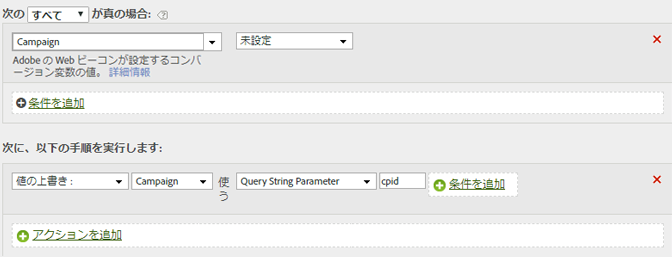 次の すべて が真の場合:
Campaign 未設定
Adobe の Web ビーコンが設定するコンバ
ージョン変数の値。 詳細情報
条件を追加
次に、以下の手順を実行します:
値の上書き : Campaign 使う Query String Parameter cpid 条件を追加
アクションを追加